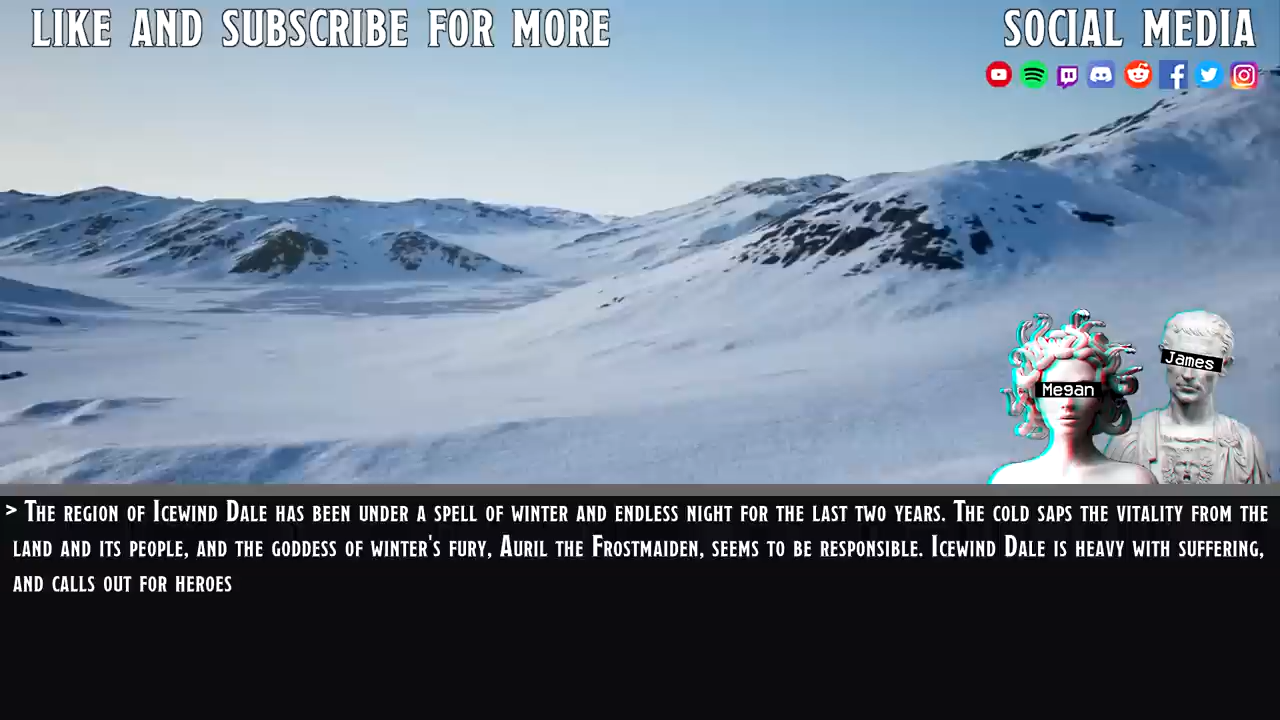 LIKE AND SUBSCRIBE FOR MORE
SOCIAL MEDIA
James
Megan
> The region of Icewind Dale has been under a spell of winter and endless night for the last two years. The cold saps the vitality from the
land and its people, and the goddess of winter's fury, Auril the Frostmaiden, seems to be responsible. Icewind Dale is heavy with suffering,
and calls out for heroes